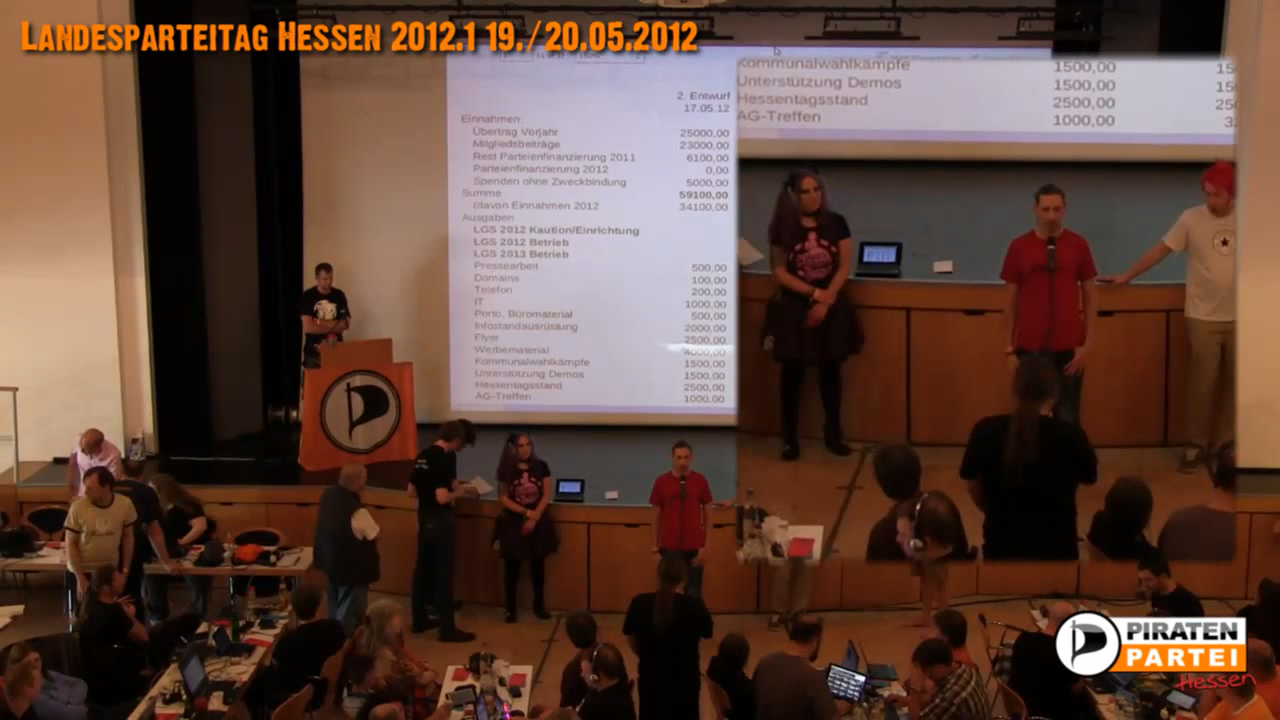 Landesparteitag Hessen 2012.1 19./20.05.2012
2. Entwurf
17.05.12
Einnahmen:
Übertrag Vorjahr 25000,00
Mitgliedsbeiträge 23000,00
Rest Parteienfinanzierung 2011 6100,00
Parteienfinanzierung 2012 0,00
Spenden ohne Zweckbindung 5000,00
Summe 59100,00
(davon Einnahmen 2012 34100,00
Ausgaben
LGS 2012 Kaution/Einrichtung
LGS 2012 Betrieb
LGS 2013 Betrieb
Pressearbeit 500,00
Domains 100,00
Telefon 200,00
IT 1000,00
Porto, Büromaterial 500,00
Infostandausrüstung 2000,00
Flyer 2500,00
Werbematerial 4000,00
Kommunalwahlkämpfe 1500,00
Unterstützung Demos 1500,00
Hessentagsstand 2500,00
AG-Treffen 1000,00
Kommunalwahlkämpfe 1500,00
Unterstützung Demos 1500,00
Hessentagsstand 2500,00
AG-Treffen 1000,00
PIRATEN
PARTEI
Hessen